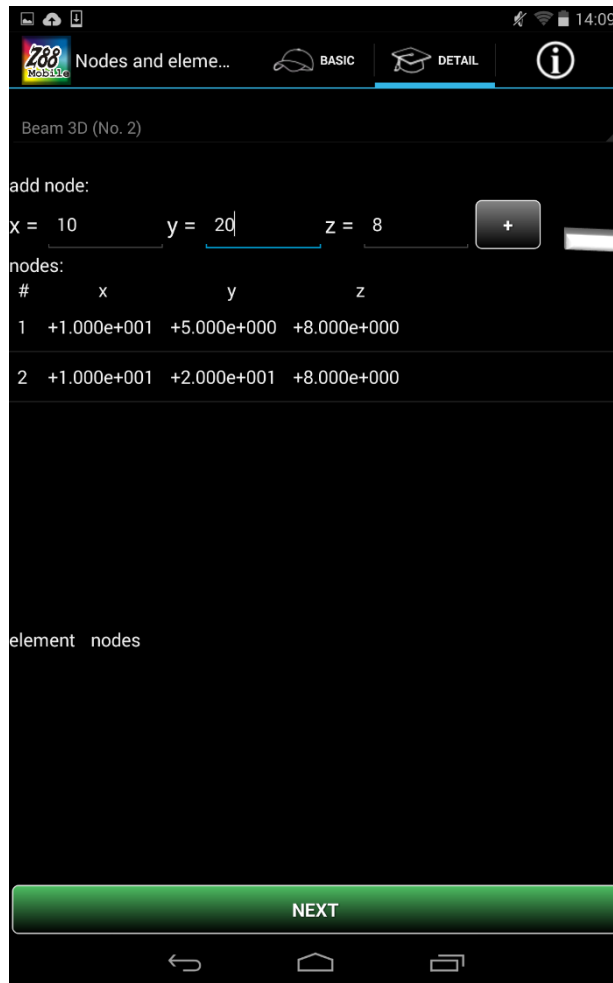 14:09
Z88 Mobile Nodes and eleme... BASIC DETAIL i
Beam 3D (No. 2)
add node:
x = 10 y = 20 z = 8 +
nodes:
# x y z
1 +1.000e+001 +5.000e+000 +8.000e+000
2 +1.000e+001 +2.000e+001 +8.000e+000
element nodes
NEXT